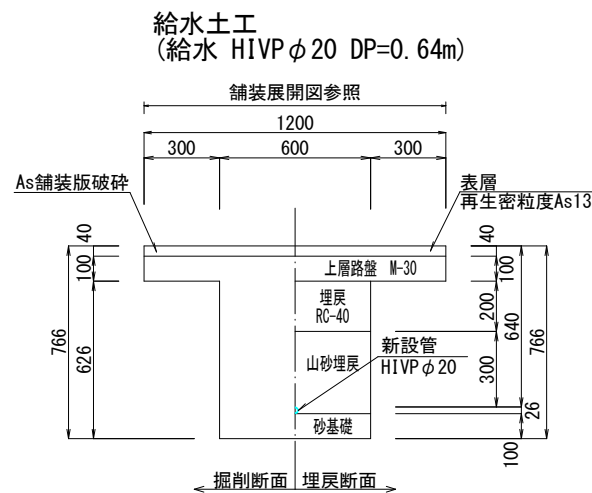 給水土工
(給水 HIVPφ20 DP=0.64m)
舗装展開図参照
1200
300
600
300
As舗装版破砕
表層
再生密粒度As13
40
100
626
766
上層路盤 M-30
埋戻
RC-40
山砂埋戻
新設管
HIVPφ20
砂基礎
40
100
200
300
26
100
640
766
掘削断面
埋戻断面